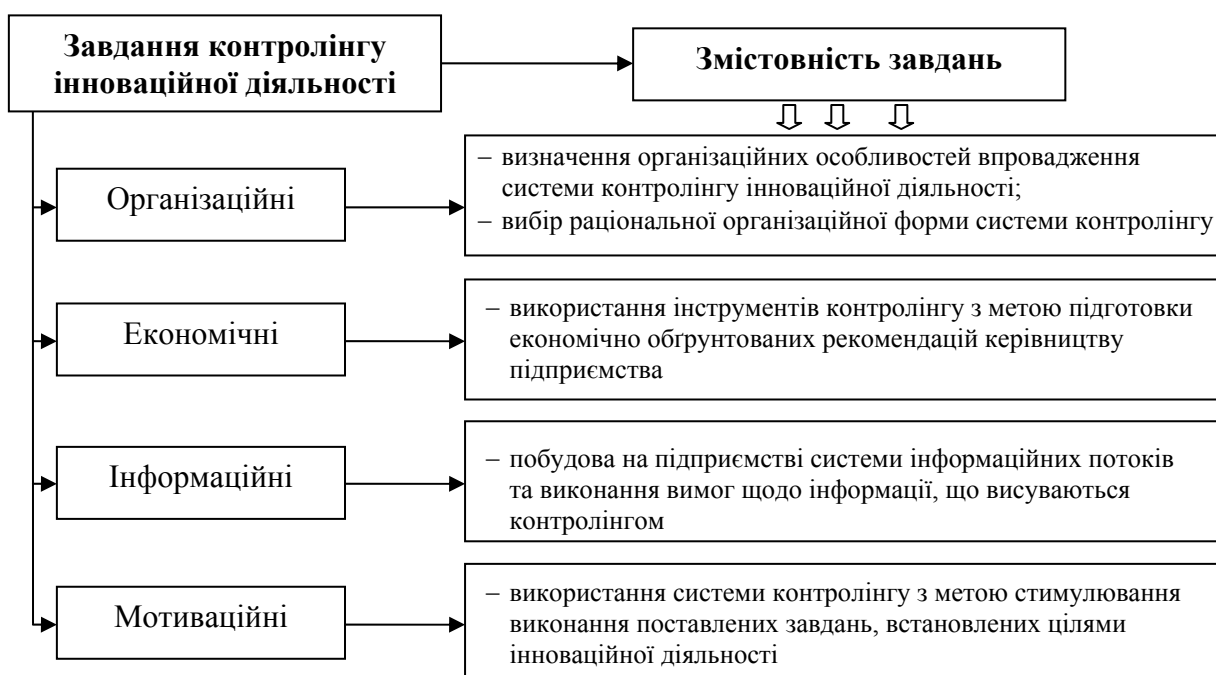 Завдання контролінгу
інноваційної діяльності
Змістовність завдань
Організаційні
– визначення організаційних особливостей впровадження
системи контролінгу інноваційної діяльності;
– вибір раціональної організаційної форми системи контролінгу
Економічні
– використання інструментів контролінгу з метою підготовки
економічно обґрунтованих рекомендацій керівництву
підприємства
Інформаційні
– побудова на підприємстві системи інформаційних потоків
та виконання вимог щодо інформації, що висуваються
контролінгом
Мотиваційні
– використання системи контролінгу з метою стимулювання
виконання поставлених завдань, встановлених цілями
інноваційної діяльності